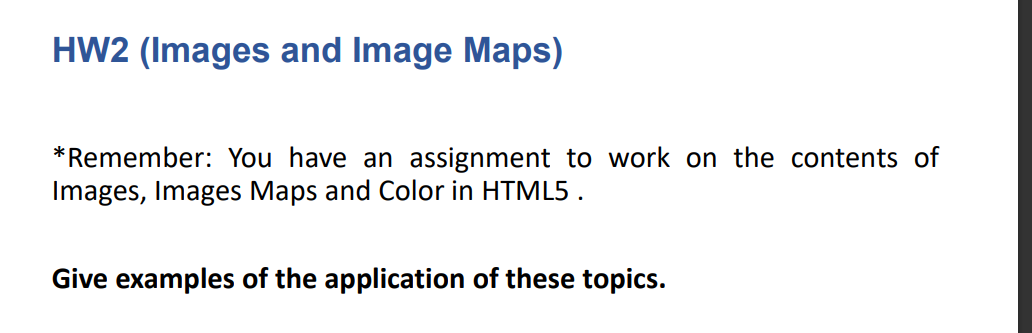 HW2 (Images and Image Maps)
*Remember: You have an assignment to work on the contents of
Images, Images Maps and Color in HTML5 .
Give examples of the application of these topics.